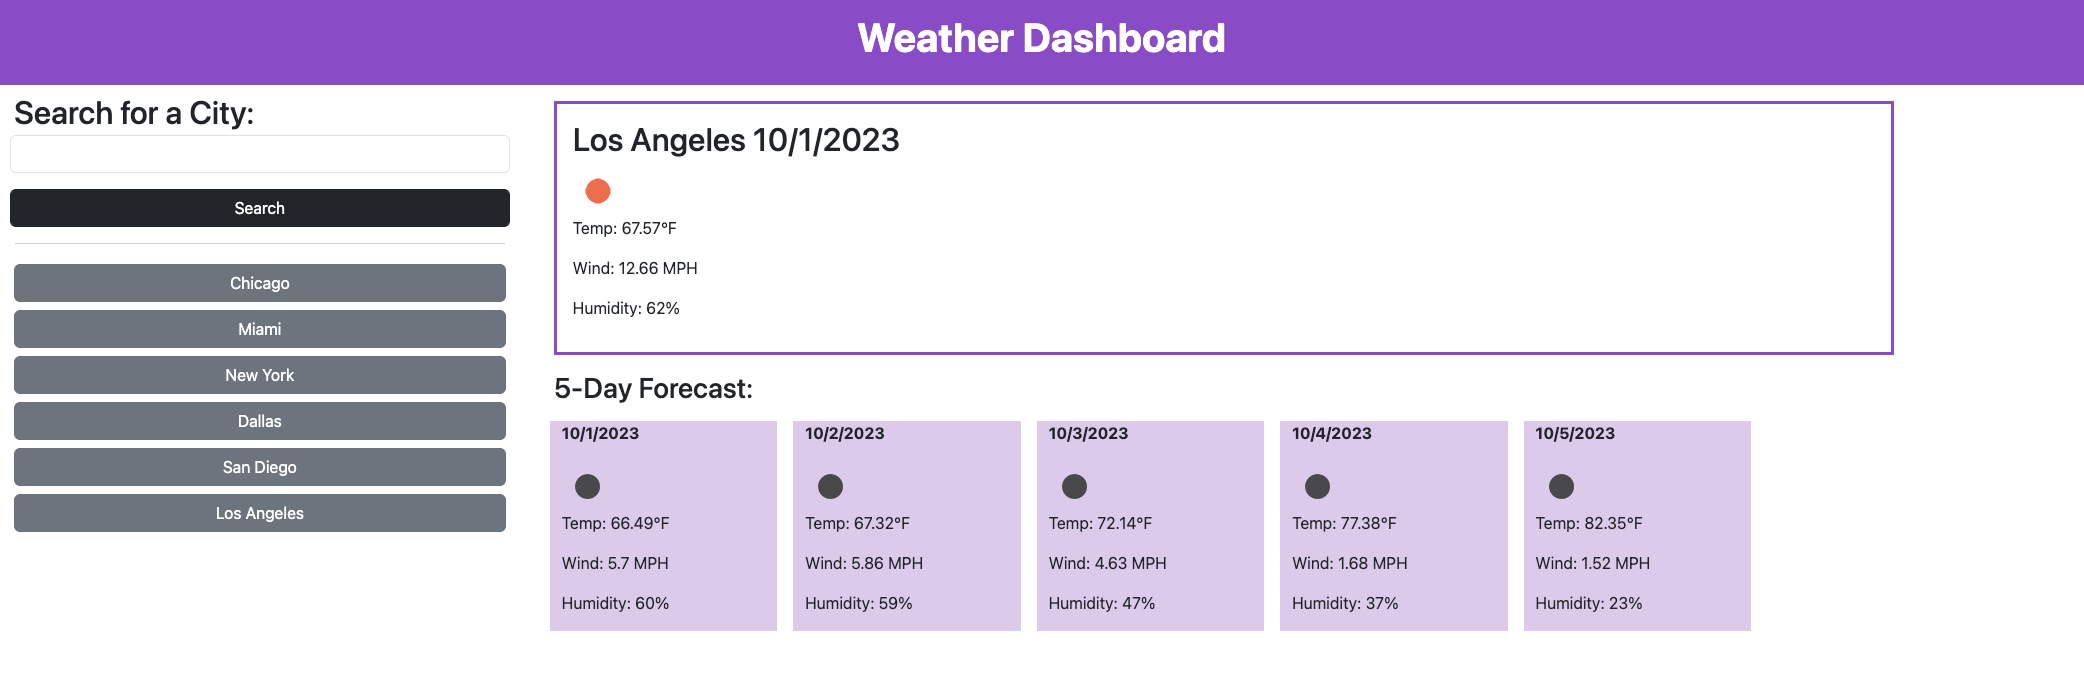 Weather Dashboard
Search for a City:
Search
Chicago
Miami
New York
Dallas
San Diego
Los Angeles
Los Angeles 10/1/2023
Temp: 67.57°F
Wind: 12.66 MPH
Humidity: 62%
5-Day Forecast:
10/1/2023
Temp: 66.49°F
Wind: 5.7 MPH
Humidity: 60%
10/2/2023
Temp: 67.32°F
Wind: 5.86 MPH
Humidity: 59%
10/3/2023
Temp: 72.14°F
Wind: 4.63 MPH
Humidity: 47%
10/4/2023
Temp: 77.38°F
Wind: 1.68 MPH
Humidity: 37%
10/5/2023
Temp: 82.35°F
Wind: 1.52 MPH
Humidity: 23%